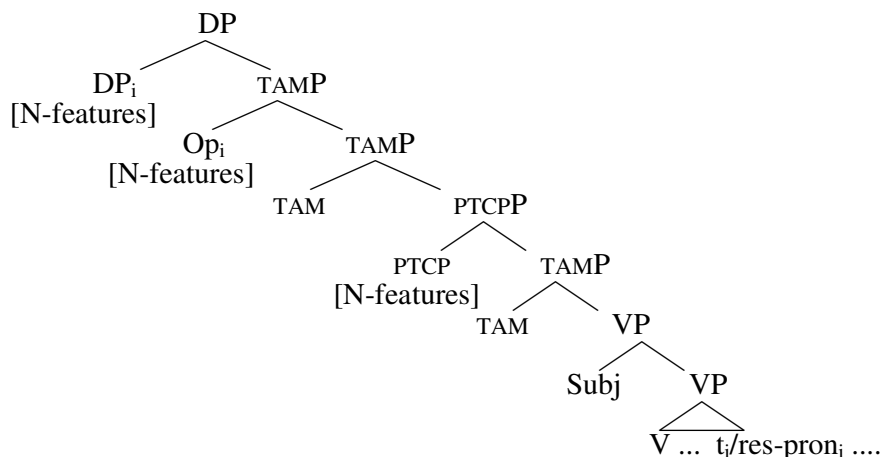 DP
DPi TAMP
[N-features]
Opi TAMP
[N-features]
TAM PTCPP
PTCP TAMP
[N-features]
TAM VP
Subj VP
V ... ti/res-proni ....